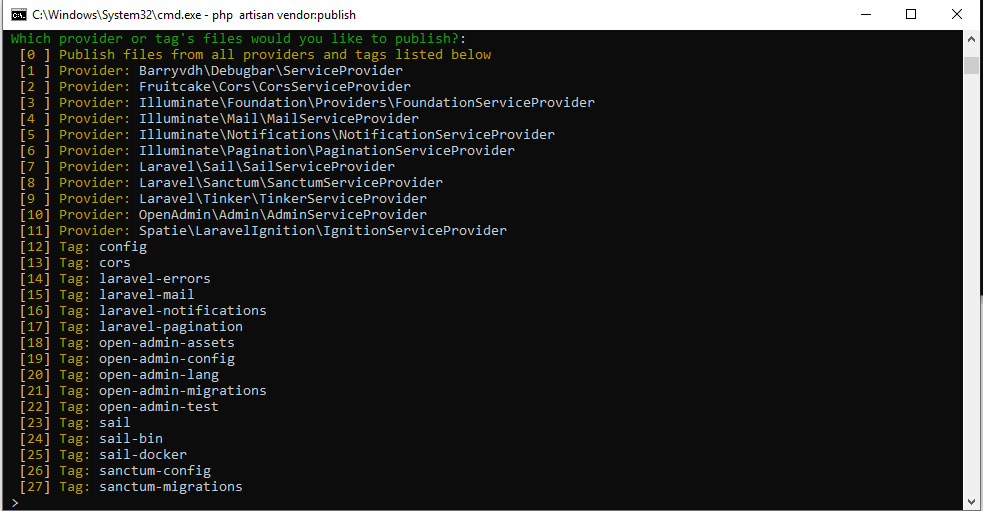 C:\Windows\System32\cmd.exe - php  artisan vendor:publish
Which provider or tag's files would you like to publish?:
[0 ] Publish files from all providers and tags listed below
[1 ] Provider: Barryvdh\Debugbar\ServiceProvider
[2 ] Provider: Fruitcake\Cors\CorsServiceProvider
[3 ] Provider: Illuminate\Foundation\Providers\FoundationServiceProvider
[4 ] Provider: Illuminate\Mail\MailServiceProvider
[5 ] Provider: Illuminate\Notifications\NotificationServiceProvider
[6 ] Provider: Illuminate\Pagination\PaginationServiceProvider
[7 ] Provider: Laravel\Sail\SailServiceProvider
[8 ] Provider: Laravel\Sanctum\SanctumServiceProvider
[9 ] Provider: Laravel\Tinker\TinkerServiceProvider
[10] Provider: OpenAdmin\Admin\AdminServiceProvider
[11] Provider: Spatie\LaravelIgnition\IgnitionServiceProvider
[12] Tag: config
[13] Tag: cors
[14] Tag: laravel-errors
[15] Tag: laravel-mail
[16] Tag: laravel-notifications
[17] Tag: laravel-pagination
[18] Tag: open-admin-assets
[19] Tag: open-admin-config
[20] Tag: open-admin-lang
[21] Tag: open-admin-migrations
[22] Tag: open-admin-test
[23] Tag: sail
[24] Tag: sail-bin
[25] Tag: sail-docker
[26] Tag: sanctum-config
[27] Tag: sanctum-migrations
>